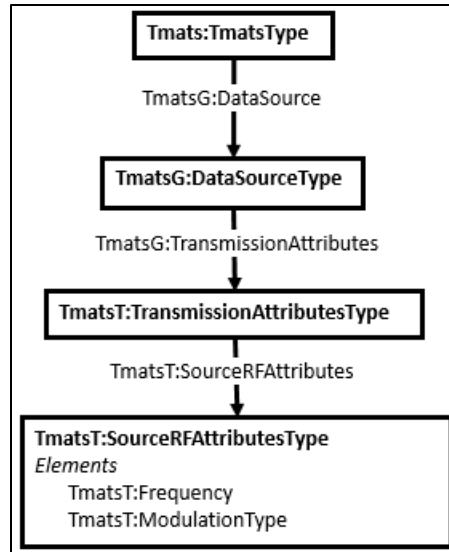 Tmats:TmatsType
TmatsG:DataSource
TmatsG:DataSourceType
TmatsG:TransmissionAttributes
TmatsT:TransmissionAttributesType
TmatsT:SourceRFAttributes
TmatsT:SourceRFAttributesType
Elements
TmatsT:Frequency
TmatsT:ModulationType